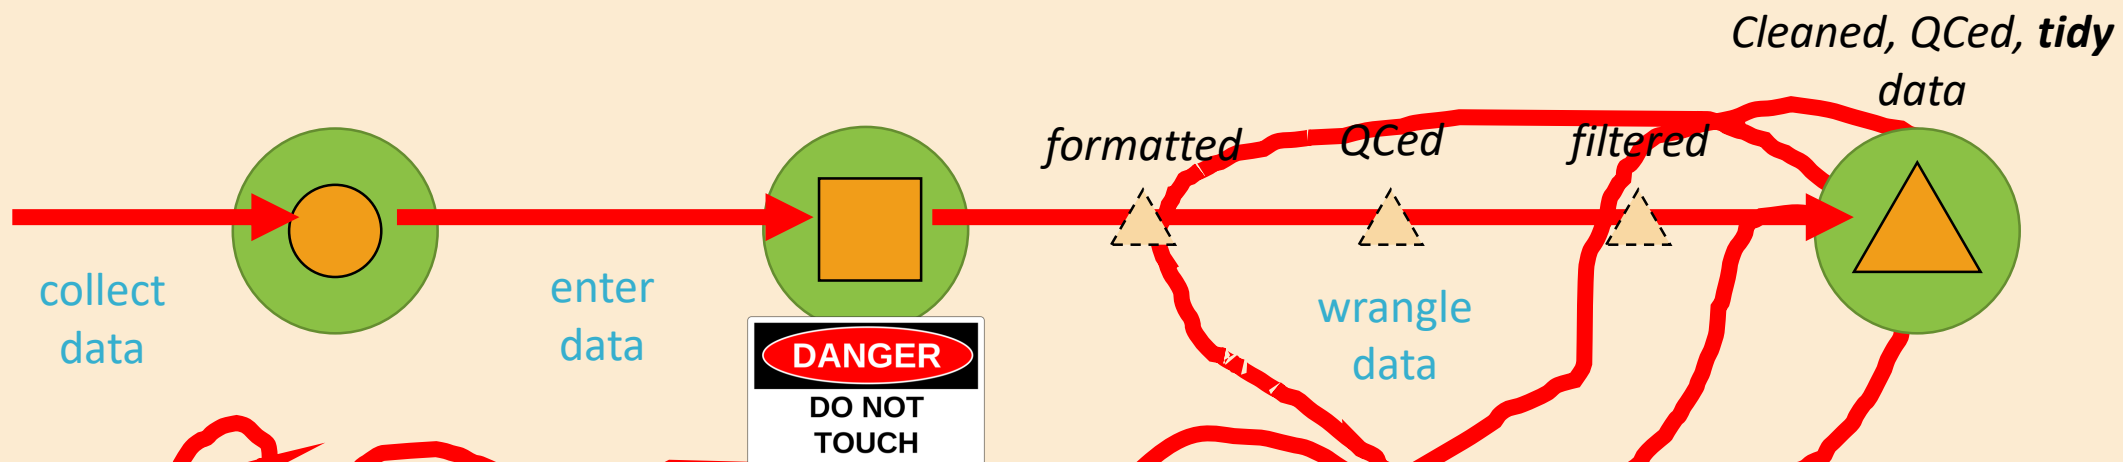 Cleaned, QCed, tidy
data
formatted
QCed
filtered
collect
data
enter
data
wrangle
data
DANGER
DO NOT
TOUCH